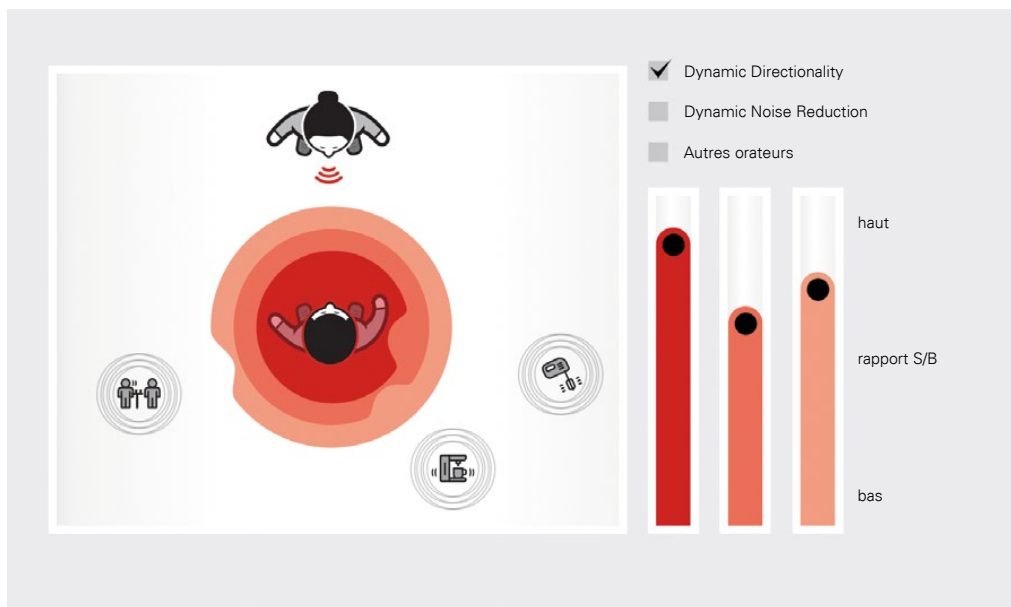 Dynamic Directionality
Dynamic Noise Reduction
Autres orateurs
haut
rapport S/B
bas